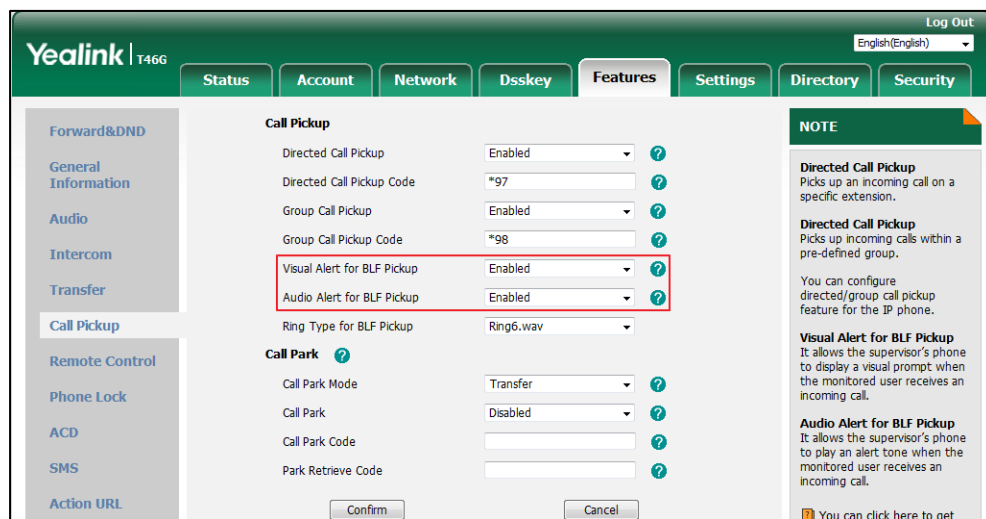 Log Out
Yealink T46G
English(English)
Status Account Network Dsskey Features Settings Directory Security
Forward&DND
General
Information
Audio
Intercom
Transfer
Call Pickup
Remote Control
Phone Lock
ACD
SMS
Action URL
Call Pickup
Directed Call Pickup Enabled ?
Directed Call Pickup Code *97 ?
Group Call Pickup Enabled ?
Group Call Pickup Code *98 ?
Visual Alert for BLF Pickup Enabled ?
Audio Alert for BLF Pickup Enabled ?
Ring Type for BLF Pickup Ring6.wav
Call Park ?
Call Park Mode Transfer ?
Call Park Disabled ?
Call Park Code ?
Park Retrieve Code ?
Confirm Cancel
NOTE
Directed Call Pickup
Picks up an incoming call on a
specific extension.
Directed Call Pickup
Picks up incoming calls within a
pre-defined group.
You can configure
directed/group call pickup
feature for the IP phone.
Visual Alert for BLF Pickup
It allows the supervisor's phone
to display a visual prompt when
the monitored user receives an
incoming call.
Audio Alert for BLF Pickup
It allows the supervisor's phone
to play an alert tone when the
monitored user receives an
incoming call.
? You can click here to get